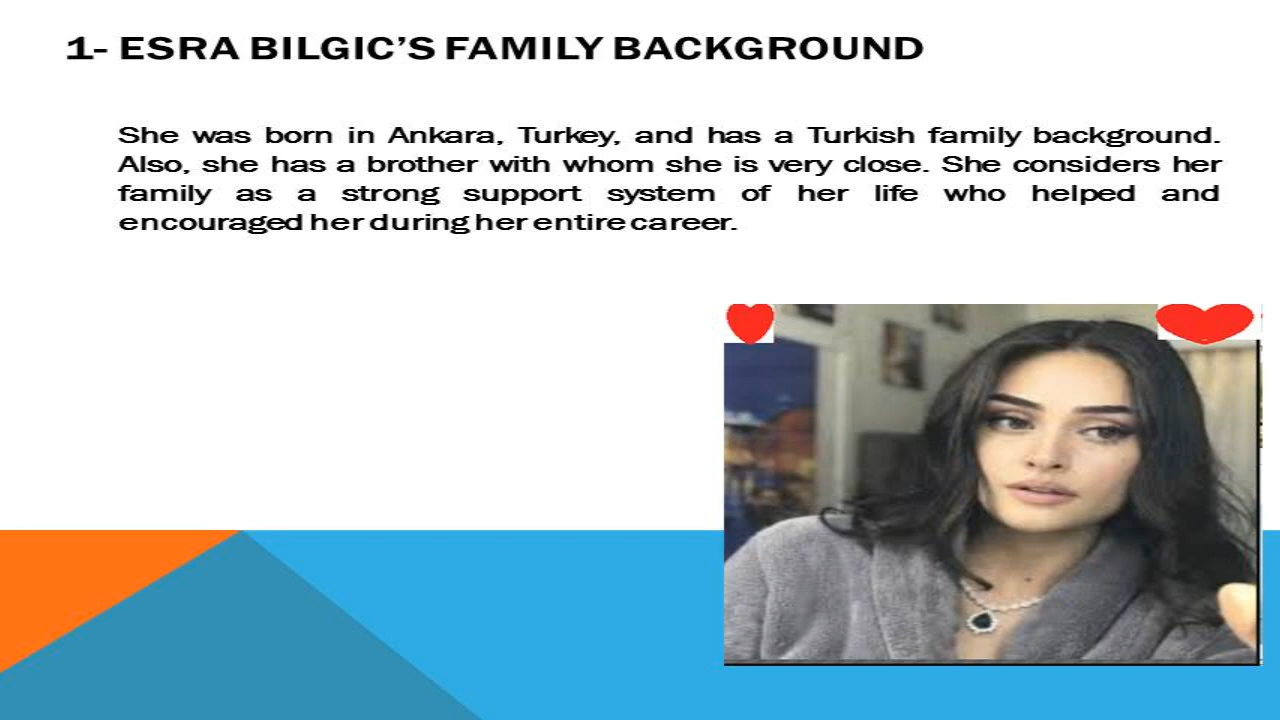 1- ESRA BILGIC’S FAMILY BACKGROUND
She was born in Ankara, Turkey, and has a Turkish family background.
Also, she has a brother with whom she is very close. She considers her
family as a strong support system of her life who helped and
encouraged her during her entire career.